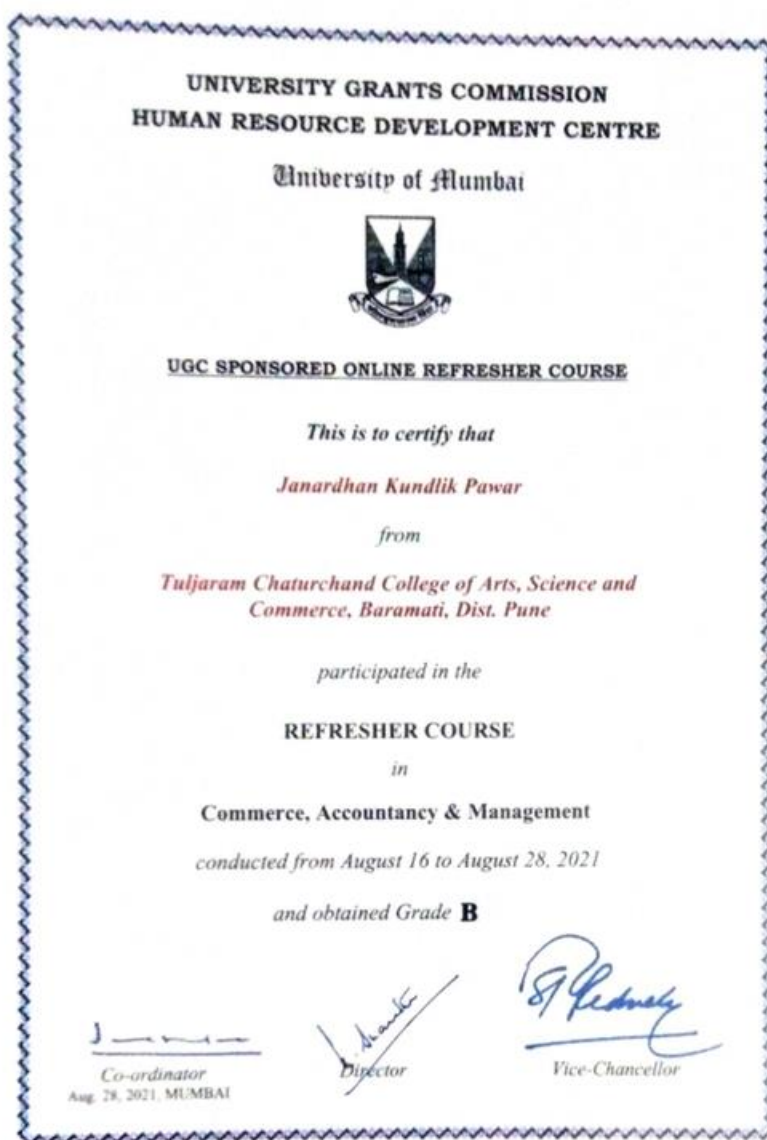 UNIVERSITY GRANTS COMMISSION
HUMAN RESOURCE DEVELOPMENT CENTRE
University of Mumbai
UGC SPONSORED ONLINE REFRESHER COURSE
This is to certify that
Janardhan Kundlik Pawar
from
Tuljaram Chaturchand College of Arts, Science and
Commerce, Baramati, Dist. Pune
participated in the
REFRESHER COURSE
in
Commerce, Accountancy & Management
conducted from August 16 to August 28, 2021
and obtained Grade B
Co-ordinator
Director
Vice-Chancellor
Aug. 28, 2021, MUMBAI